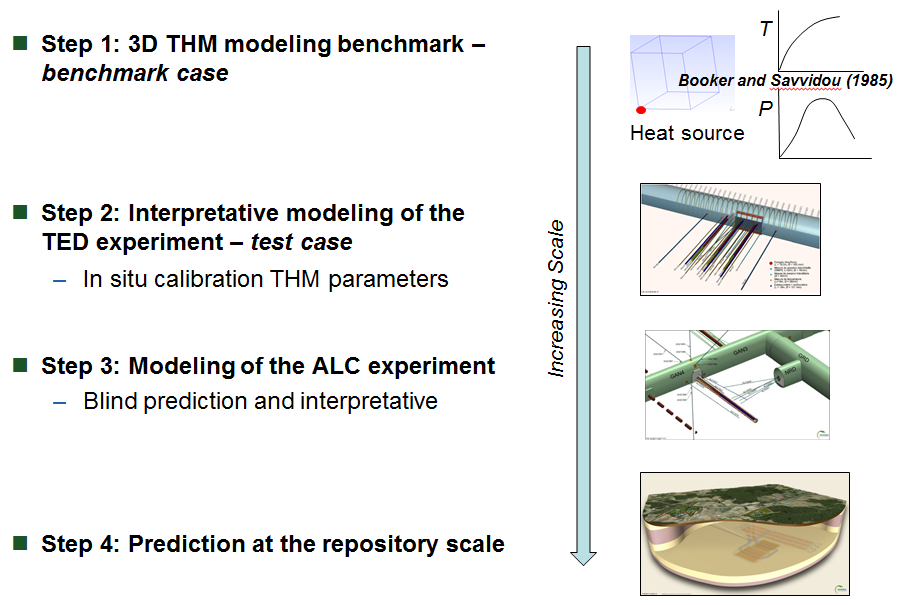 Step 1: 3D THM modeling benchmark –
benchmark case
T
Booker and Savvidou (1985)
P
Heat source
Step 2: Interpretative modeling of the
TED experiment – test case
– In situ calibration THM parameters
Increasing Scale
Step 3: Modeling of the ALC experiment
– Blind prediction and interpretative
GAN4
GAN3
GRD
NRD
Step 4: Prediction at the repository scale